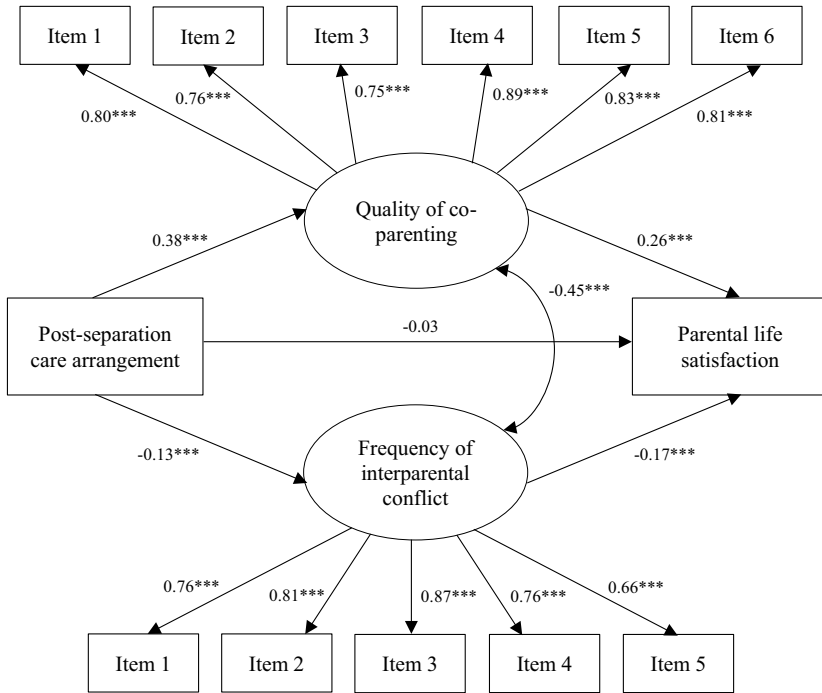 Item 1
Item 2
Item 3
Item 4
Item 5
Item 6
0.80***
0.76***
0.75***
0.89***
0.83***
0.81***
Quality of co-
parenting
0.38***
0.26***
-0.45***
Post-separation
care arrangement
-0.03
Parental life
satisfaction
Frequency of
interparental
conflict
-0.13***
-0.17***
0.76***
0.81***
0.87***
0.76***
0.66***
Item 1
Item 2
Item 3
Item 4
Item 5